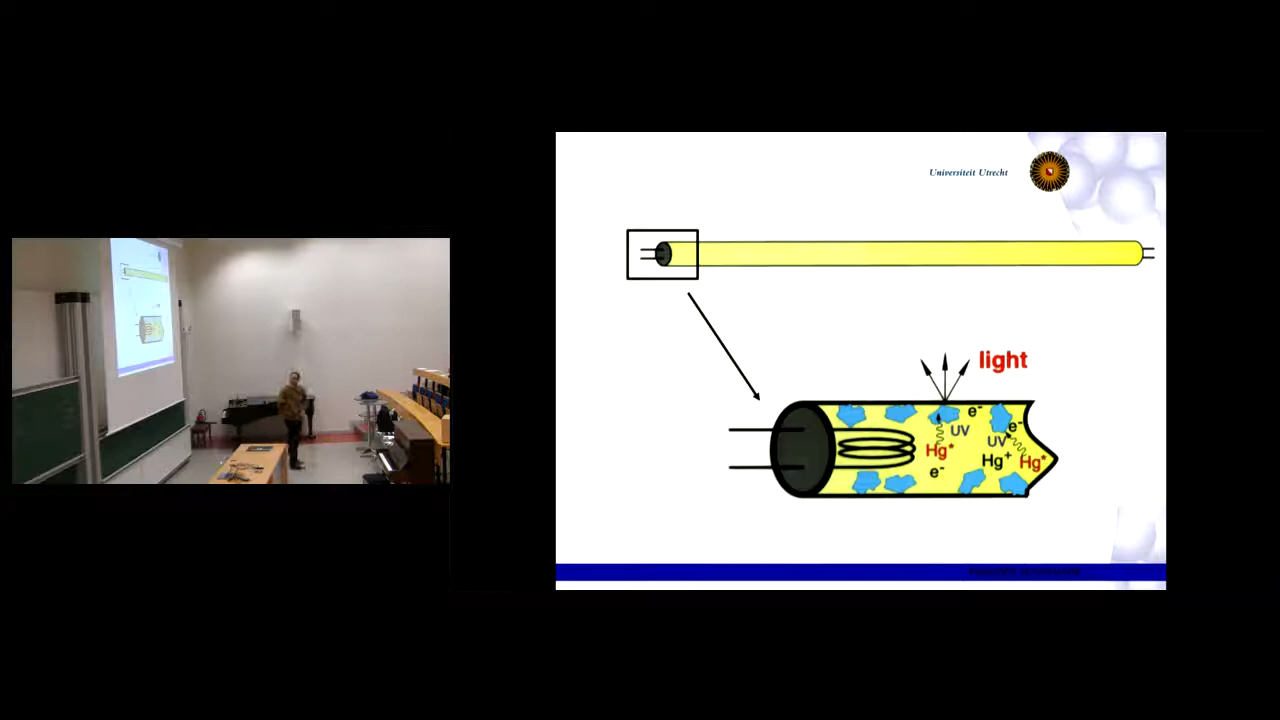 Universiteit Utrecht
light
e-
e-
UV
UV
Hg*
Hg+
Hg*
e-